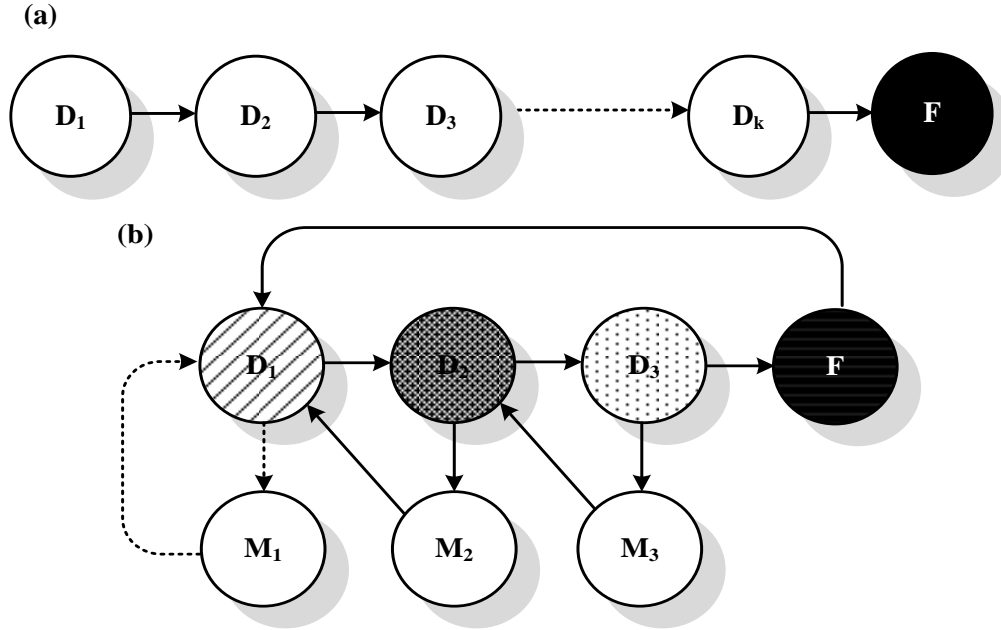 (a)
D₁ D₂ D₃ Dₖ F
(b)
D₁ D₂ D₃ F
M₁ M₂ M₃